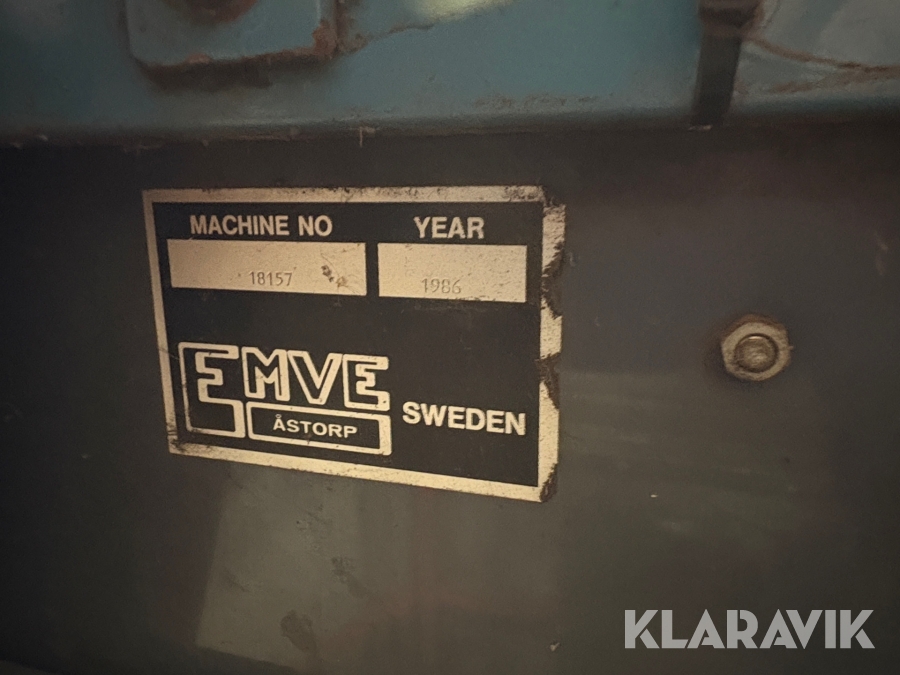 MACHINE NO YEAR
18157 1986
EMVE
ÅSTORP
SWEDEN
KLARAVIK